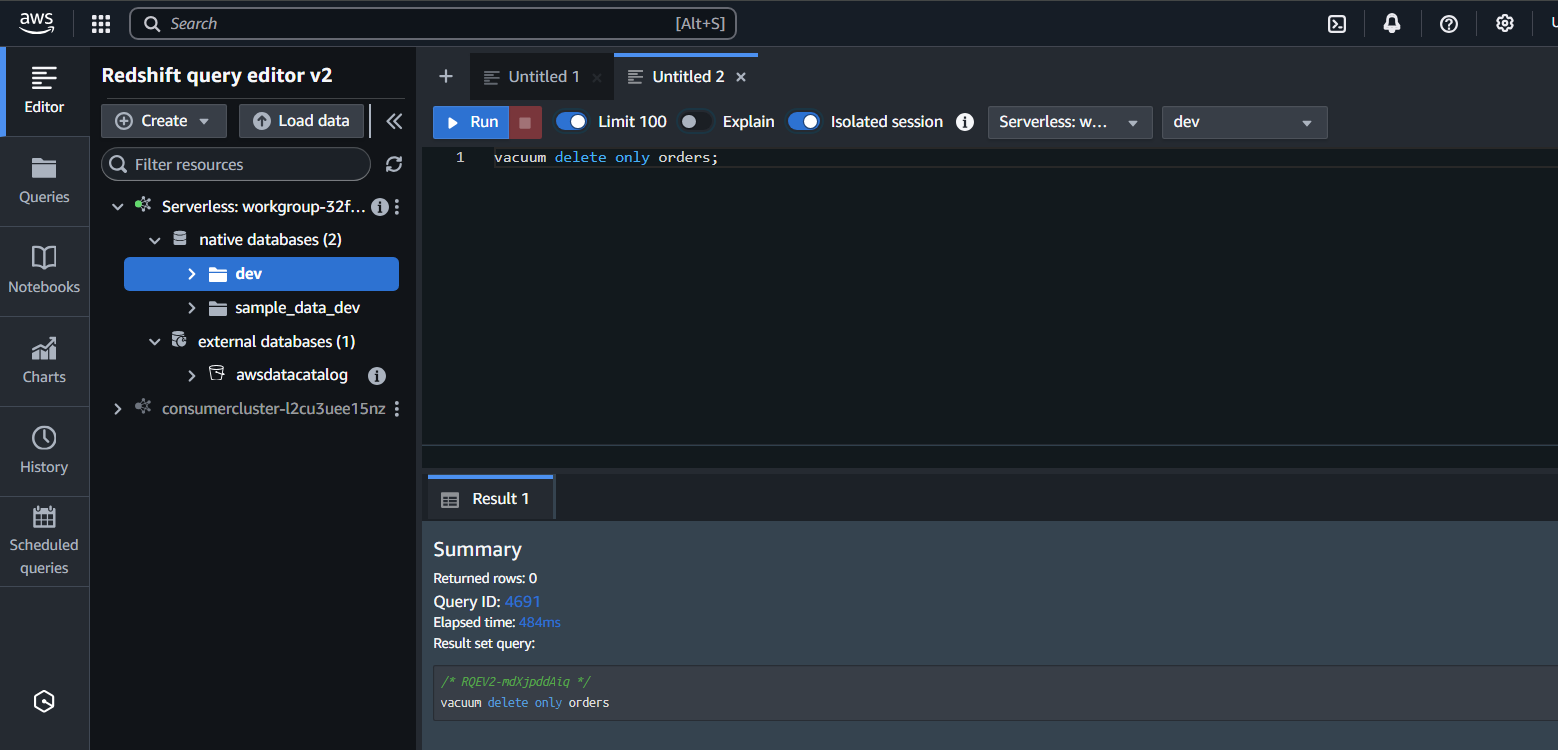 aws
Search
[Alt+S]
Editor
Queries
Notebooks
Charts
History
Scheduled
queries
Redshift query editor v2
Create
Load data
Filter resources
Serverless: workgroup-32f...
native databases (2)
dev
sample_data_dev
external databases (1)
awsdatacatalog
consumercluster-l2cu3uee15nz
+ Untitled 1 × Untitled 2 ×
Run Limit 100 Explain Isolated session Serverless: w... dev
1 vacuum delete only orders;
Result 1
Summary
Returned rows: 0
Query ID: 4691
Elapsed time: 484ms
Result set query:
/* RQEV2-mdXjpddAiq */
vacuum delete only orders